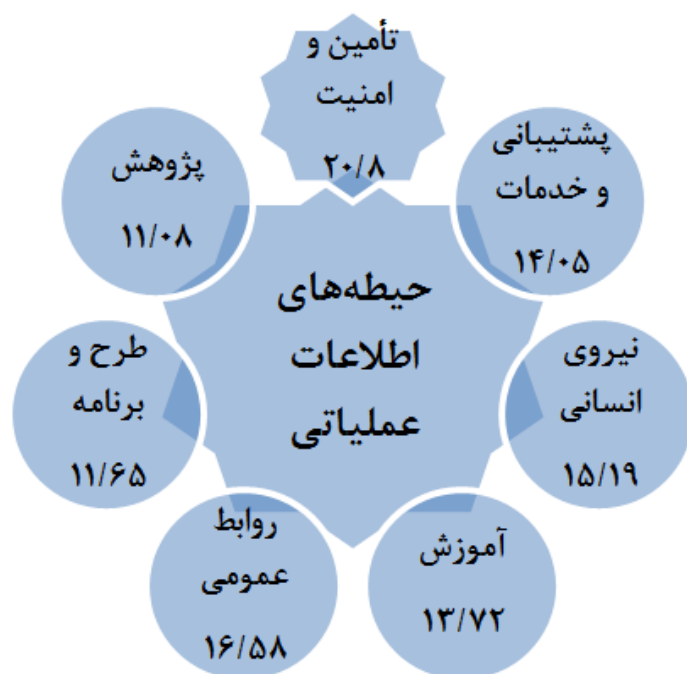 تأمین و
امنیت
۲۰/۸
پشتیبانی
و خدمات
۱۴/۰۵
نیروی
انسانی
۱۵/۱۹
آموزش
۱۳/۷۲
روابط
عمومی
۱۶/۵۸
طرح و
برنامه
۱۱/۶۵
پژوهش
۱۱/۰۸
حیطه‌های
اطلاعات
عملیاتی